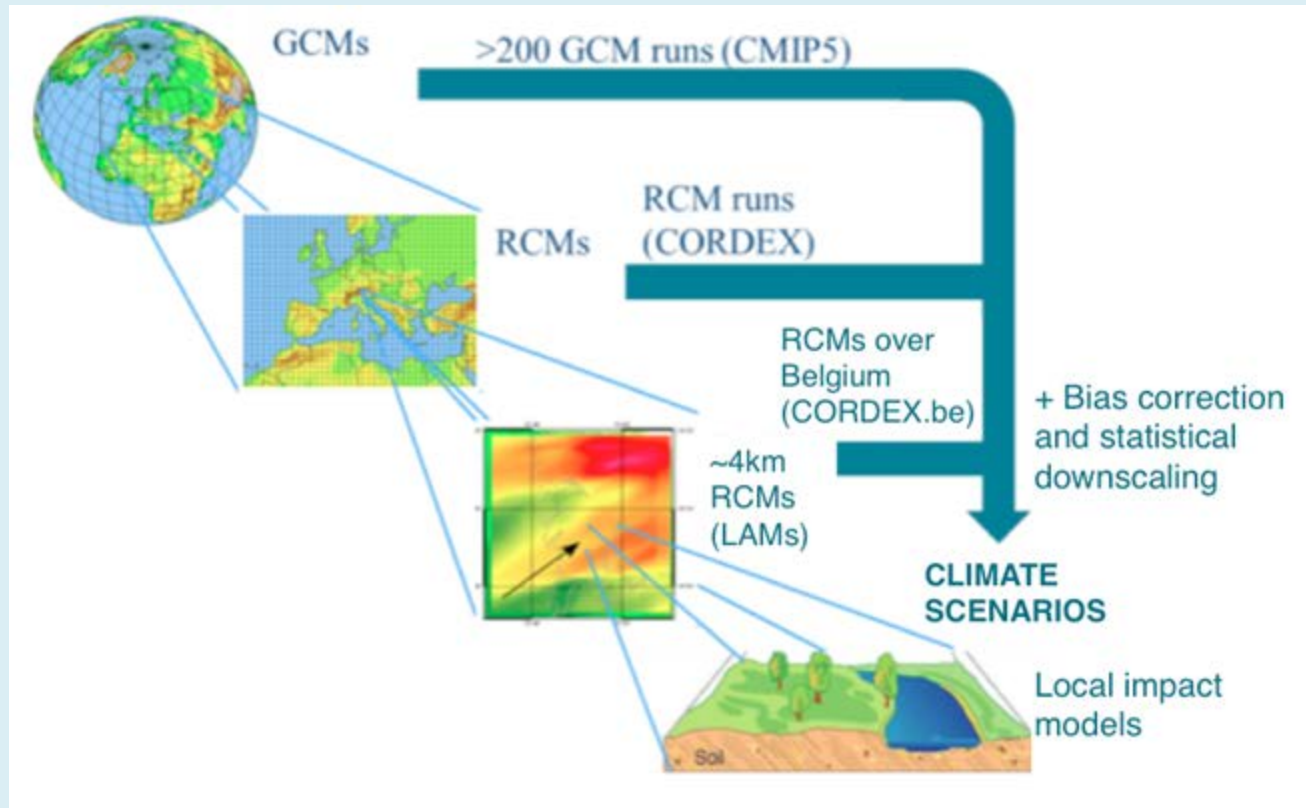 GCMs
>200 GCM runs (CMIP5)
RCMs
RCM runs
(CORDEX)
RCMs over
Belgium
(CORDEX.be)
+ Bias correction
and statistical
downscaling
~4km
RCMs
(LAMs)
CLIMATE
SCENARIOS
Local impact
models
Soil